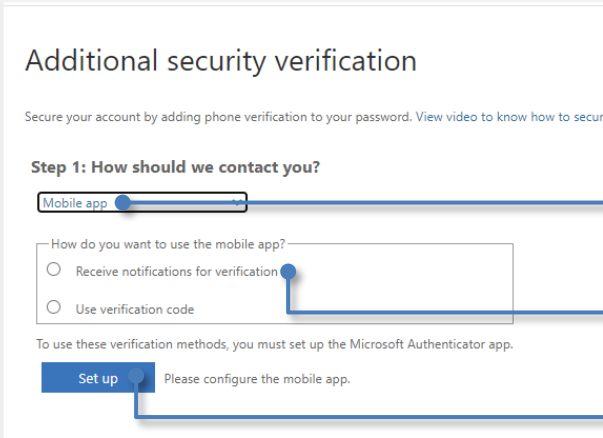 Additional security verification
Secure your account by adding phone verification to your password. View video to know how to secur
Step 1: How should we contact you?
Mobile app
How do you want to use the mobile app?
Receive notifications for verification
Use verification code
To use these verification methods, you must set up the Microsoft Authenticator app.
Set up Please configure the mobile app.